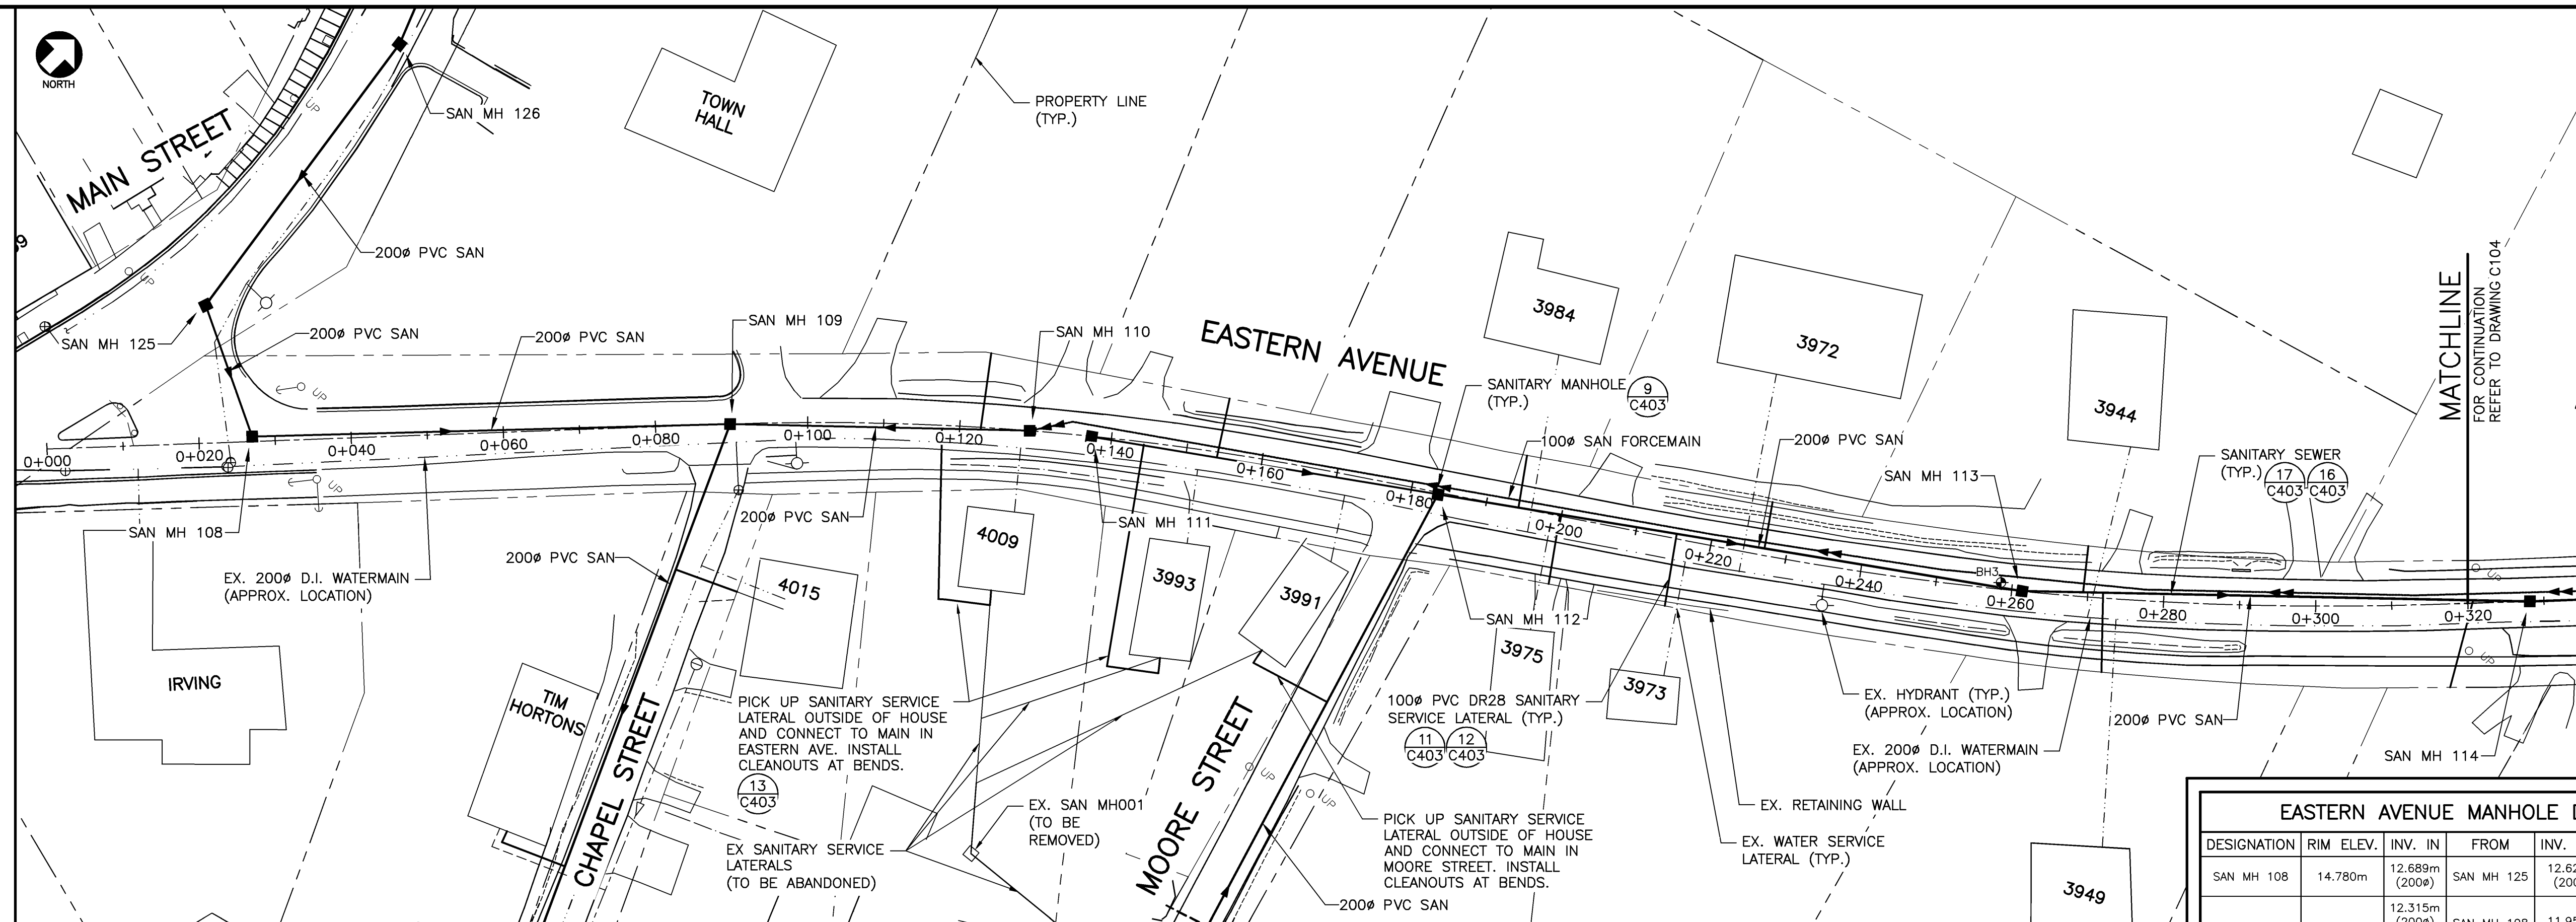 NORTH
MAIN STREET
UP
SAN MH 126
TOWN
HALL
PROPERTY LINE
(TYP.)
200ø PVC SAN
UP
SAN MH 125
200ø PVC SAN
200ø PVC SAN
SAN MH 109
SAN MH 110
EASTERN AVENUE
UP
SANITARY MANHOLE
(TYP.)
9
C403
3984
3972
3944
MATCHLINE
FOR CONTINUATION
REFER TO DRAWING C104
100ø SAN FORCEMAIN
200ø PVC SAN
SAN MH 113
SANITARY SEWER
(TYP.)
17
C403
16
C403
0+000
0+020
0+040
0+060
0+080
0+100
0+120
0+140
0+160
0+180
0+200
0+220
0+240
0+260
0+280
0+300
0+320
UP
SAN MH 108
EX. 200ø D.I. WATERMAIN
(APPROX. LOCATION)
200ø PVC SAN
200ø PVC SAN
SAN MH 111
4009
4015
3993
3991
SAN MH 112
BH3
UP
UP
3975
3973
IRVING
TIM
HORTONS
CHAPEL STREET
PICK UP SANITARY SERVICE
LATERAL OUTSIDE OF HOUSE
AND CONNECT TO MAIN IN
EASTERN AVE. INSTALL
CLEANOUTS AT BENDS.
13
C403
EX SANITARY SERVICE
LATERALS
(TO BE ABANDONED)
EX. SAN MH001
(TO BE
REMOVED)
MOORE STREET
UP
UP
100ø PVC DR28 SANITARY
SERVICE LATERAL (TYP.)
11
C403
12
C403
PICK UP SANITARY SERVICE
LATERAL OUTSIDE OF HOUSE
AND CONNECT TO MAIN IN
MOORE STREET. INSTALL
CLEANOUTS AT BENDS.
200ø PVC SAN
EX. RETAINING WALL
EX. WATER SERVICE
LATERAL (TYP.)
EX. HYDRANT (TYP.)
(APPROX. LOCATION)
EX. 200ø D.I. WATERMAIN
(APPROX. LOCATION)
200ø PVC SAN
SAN MH 114
3949
EASTERN AVENUE MANHOLE
DESIGNATION RIM ELEV. INV. IN FROM INV.
SAN MH 108 14.780m 12.689m (200ø) SAN MH 125
12.315m